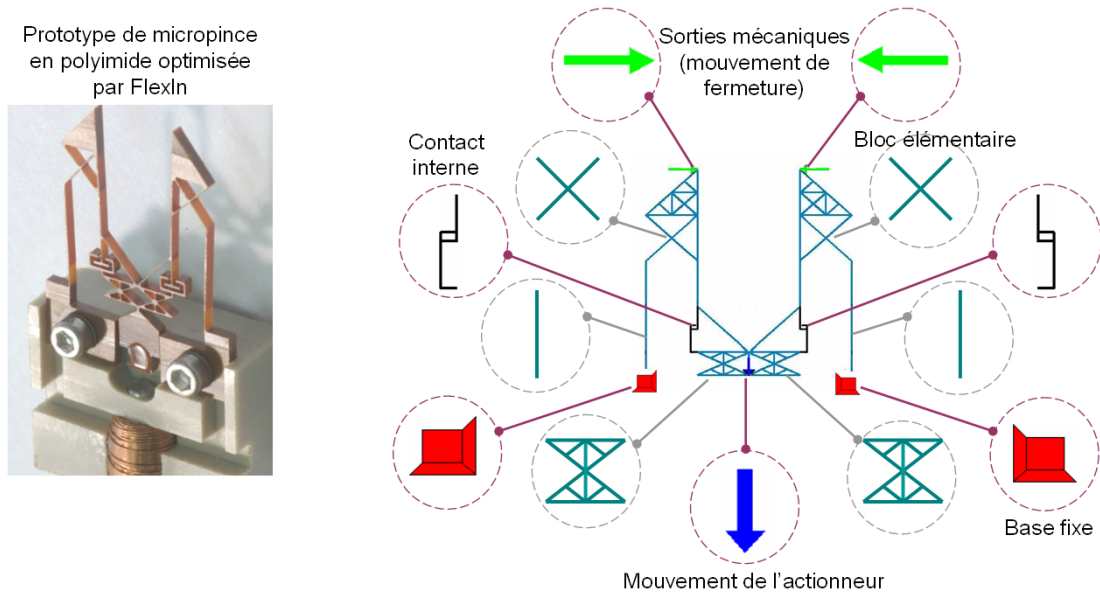 Prototype de micropince
en polyimide optimisée
par FlexIn
Sorties mécaniques
(mouvement de
fermeture)
Contact
interne
Bloc élémentaire
Base fixe
Mouvement de l'actionneur